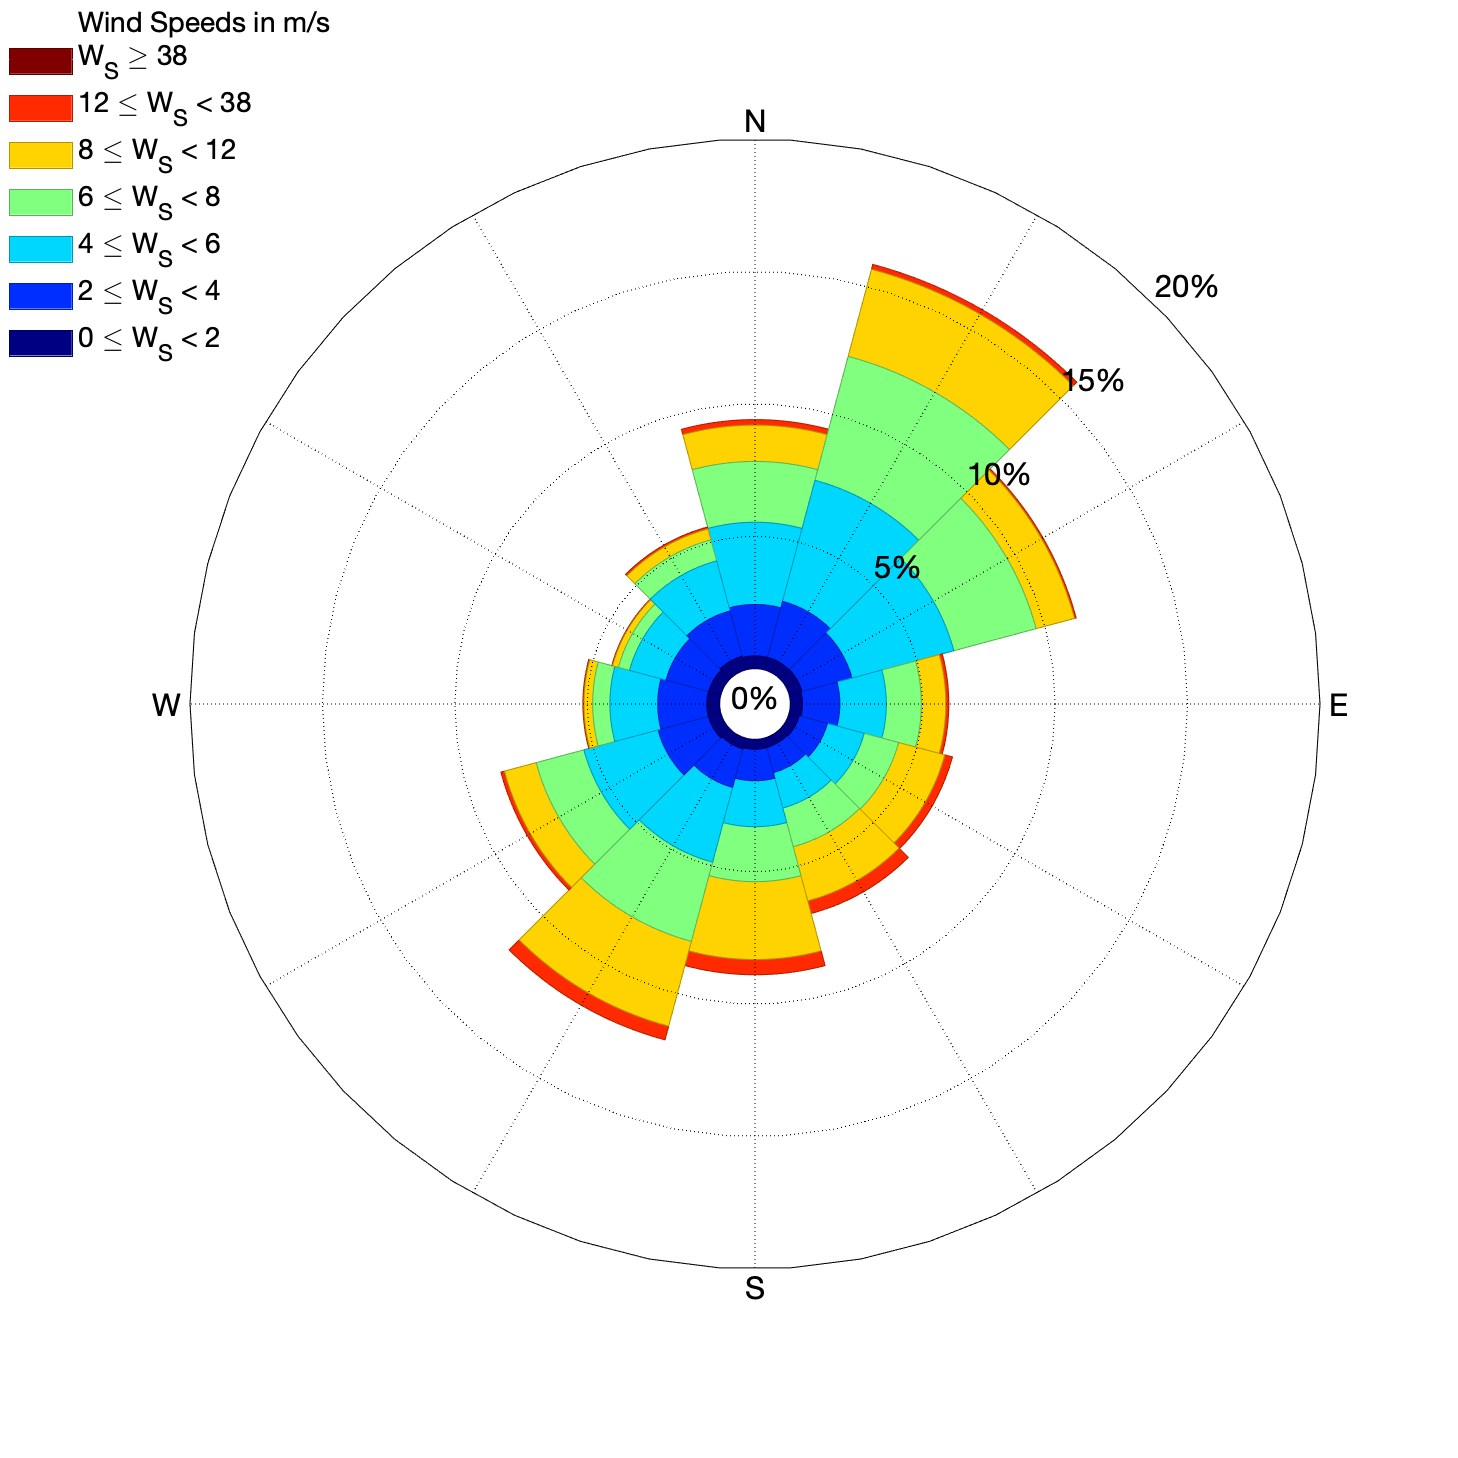 Wind Speeds in m/s
W_S ≥ 38
12 ≤ W_S < 38
8 ≤ W_S < 12
6 ≤ W_S < 8
4 ≤ W_S < 6
2 ≤ W_S < 4
0 ≤ W_S < 2
N
20%
15%
10%
5%
0%
W
E
S